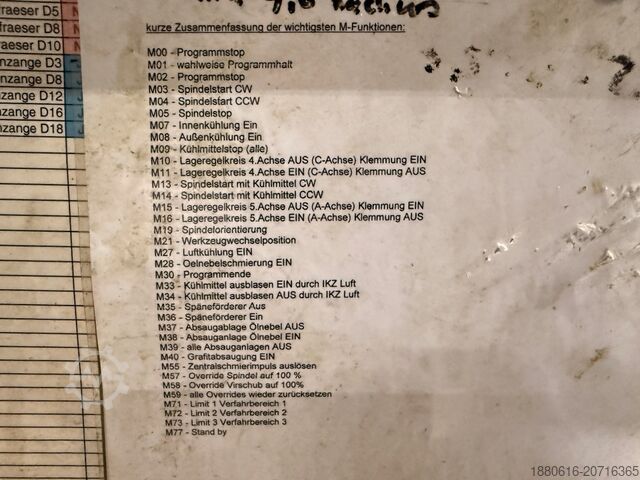 fraeser D5
fraeser D8
raeser D10
nzange D3
nzange D8
nzange D12
zange D16
zange D18
kurze Zusammenfassung der wichtigsten M-Funktionen:
M00 - Programmstop
M01 - wahlweise Programmhalt
M02 - Programmstop
M03 - Spindelstart CW
M04 - Spindelstart CCW
M05 - Spindelstop
M07 - Innenkühlung Ein
M08 - Außenkühlung Ein
M09 - Kühlmittelstop (alle)
M10 - Lageregelkreis 4.Achse AUS (C-Achse) Klemmung EIN
M11 - Lageregelkreis 4.Achse EIN (C-Achse) Klemmung AUS
M13 - Spindelstart mit Kühlmittel CW
M14 - Spindelstart mit Kühlmittel CCW
M15 - Lageregelkreis 5.Achse AUS (A-Achse) Klemmung EIN
M16 - Lageregelkreis 5.Achse EIN (A-Achse) Klemmung AUS
M19 - Spindelorientierung
M21 - Werkzeugwechselposition
M27 - Luftkühlung EIN
M28 - Oelnebelschmierung EIN
M30 - Programmende
M33 - Kühlmittel ausblasen EIN durch IKZ Luft
M34 - Kühlmittel ausblasen AUS durch IKZ Luft
M35 - Späneförderer Aus
M36 - Späneförderer Ein
M37 - Absaugablage Ölnebel AUS
M38 - Absauganlage Ölnebel EIN
M39 - alle Absauganlagen AUS
M40 - Grafitabsaugung EIN
M55 - Zentralschmierimpuls auslösen
M57 - Override Spindel auf 100 %
M58 - Override Virschub auf 100%
M59 - alle Overrides wieder zurücksetzen
M71 - Limit 1 Verfahrbereich 1
M72 - Limit 2 Verfahrbereich 2
M73 - Limit 3 Verfahrbereich 3
M77 - Stand by
1880616-20716365